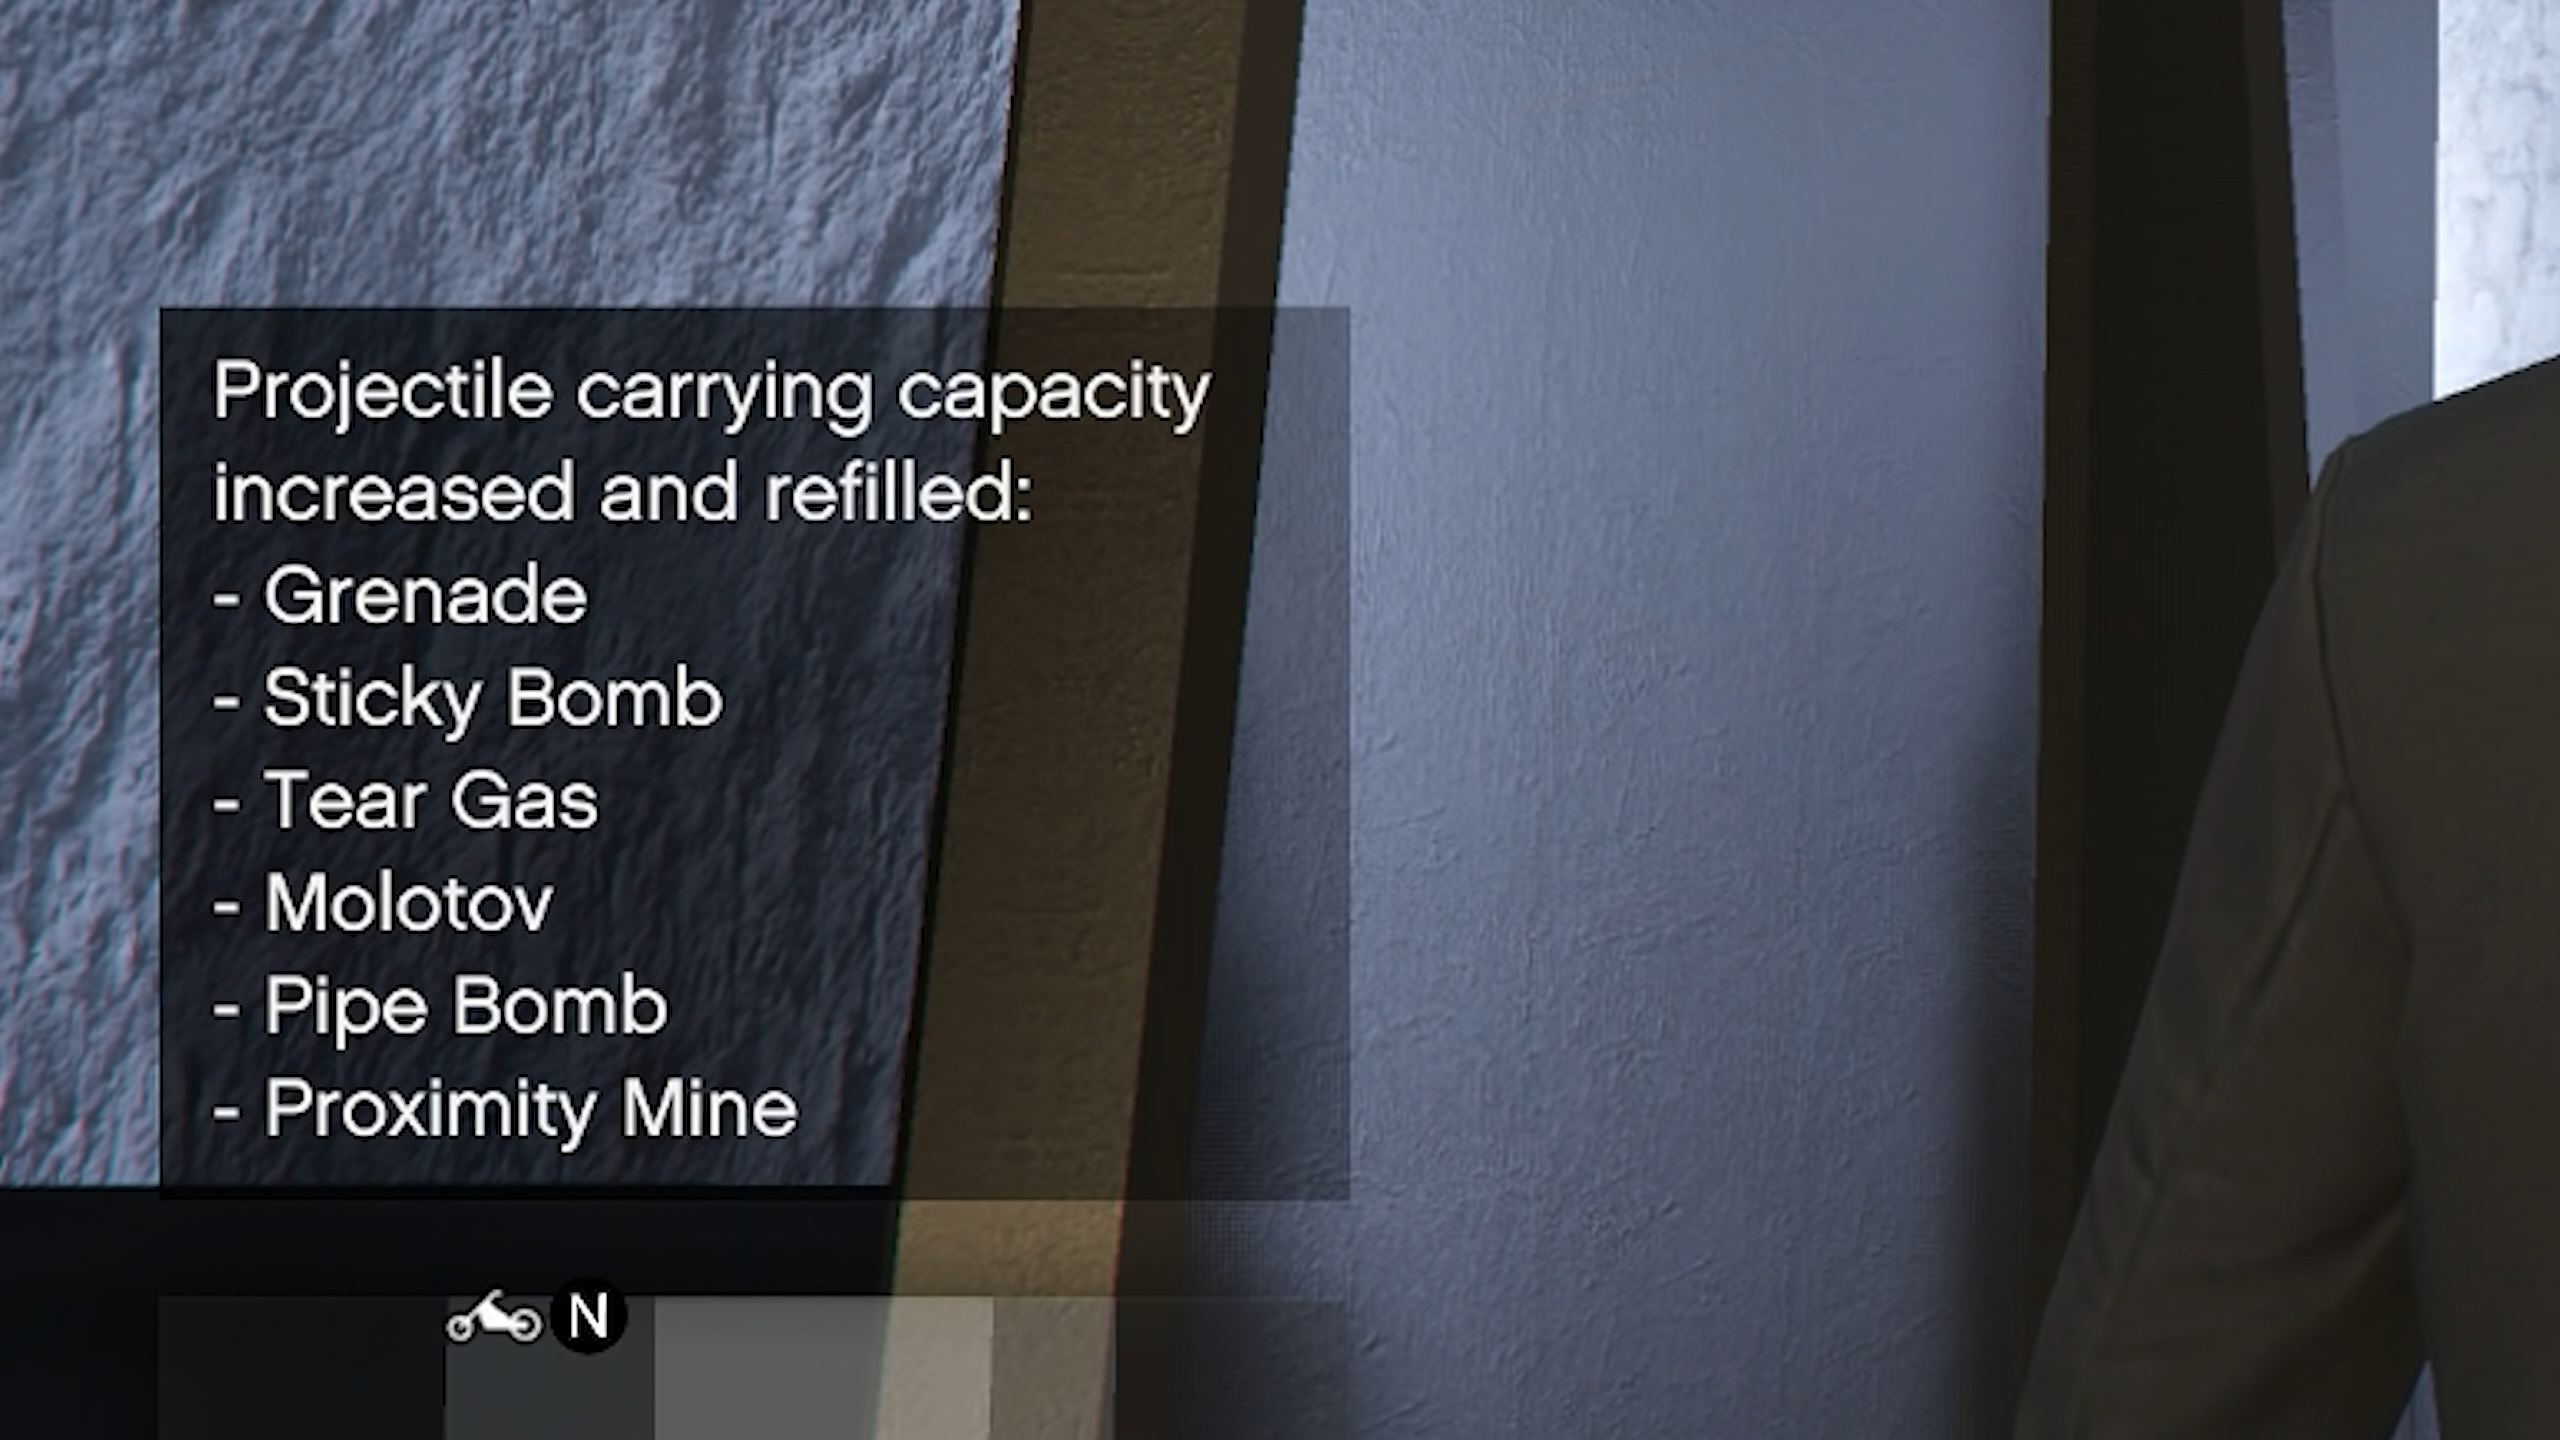 Projectile carrying capacity
increased and refilled:
- Grenade
- Sticky Bomb
- Tear Gas
- Molotov
- Pipe Bomb
- Proximity Mine
N